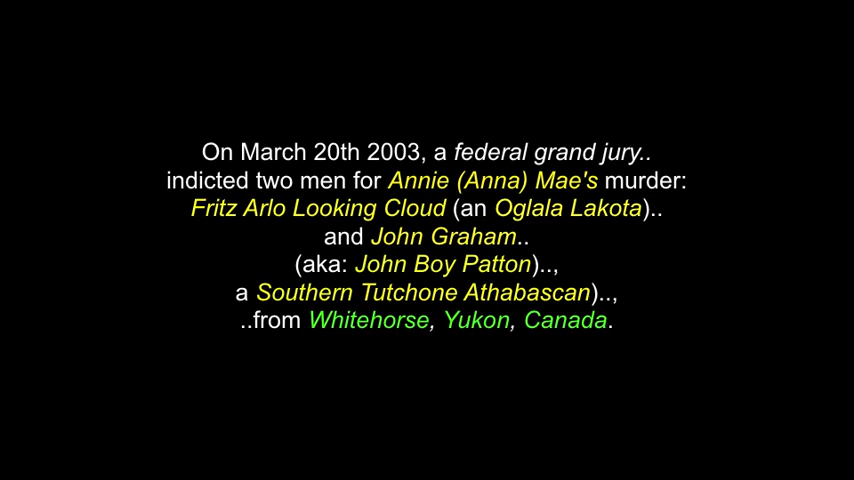 On March 20th 2003, a federal grand jury..
indicted two men for Annie (Anna) Mae's murder:
Fritz Arlo Looking Cloud (an Oglala Lakota)..
and John Graham..
(aka: John Boy Patton)..,
a Southern Tutchone Athabascan)..,
..from Whitehorse, Yukon, Canada.